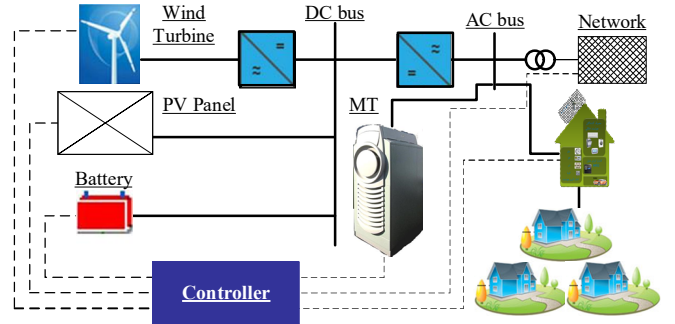 Wind
Turbine
DC bus
AC bus
Network
PV Panel
MT
Battery
Controller
=
≈
≈
=